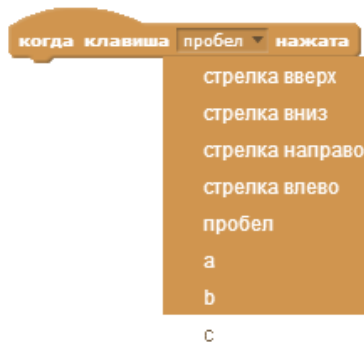 когда клавиша пробел нажата
стрелка вверх
стрелка вниз
стрелка направо
стрелка влево
пробел
a
b
c